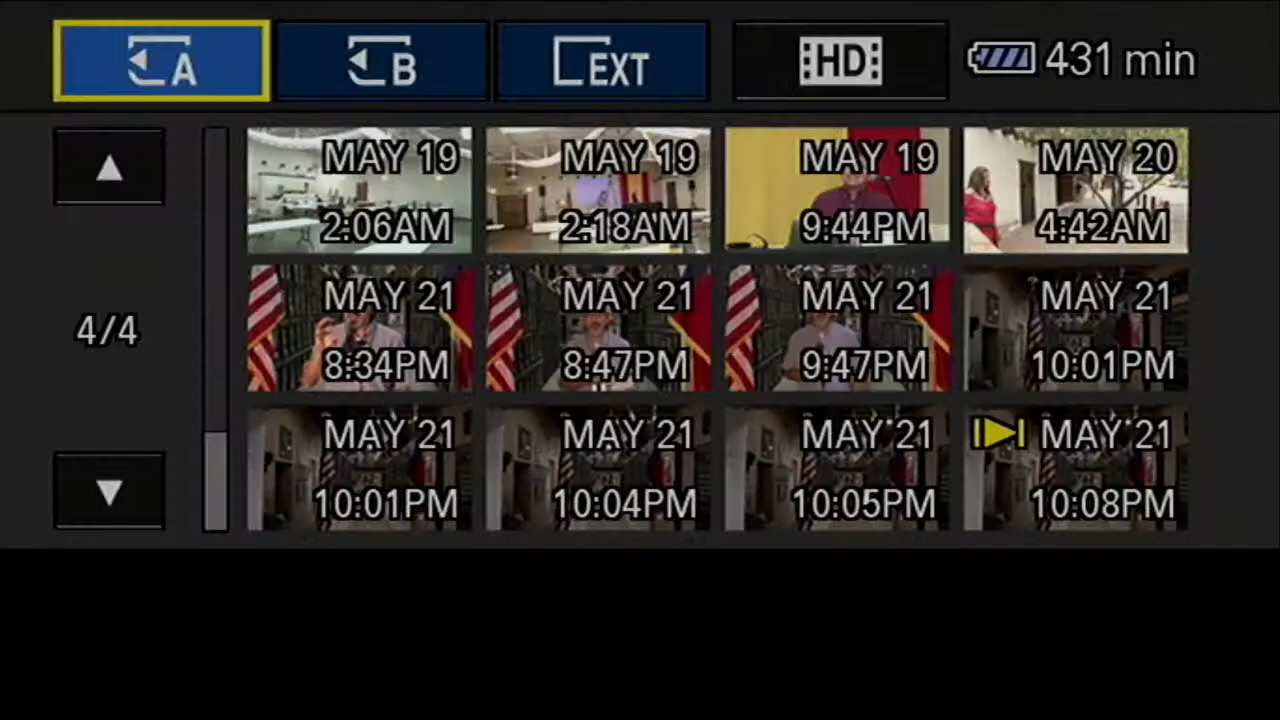 A
B
EXT
HD
431 min
MAY 19
2:06AM
MAY 19
2:18AM
MAY 19
9:44PM
MAY 20
4:42AM
4/4
MAY 21
8:34PM
MAY 21
8:47PM
MAY 21
9:47PM
MAY 21
10:01PM
MAY 21
10:01PM
MAY 21
10:04PM
MAY 21
10:05PM
MAY 21
10:08PM